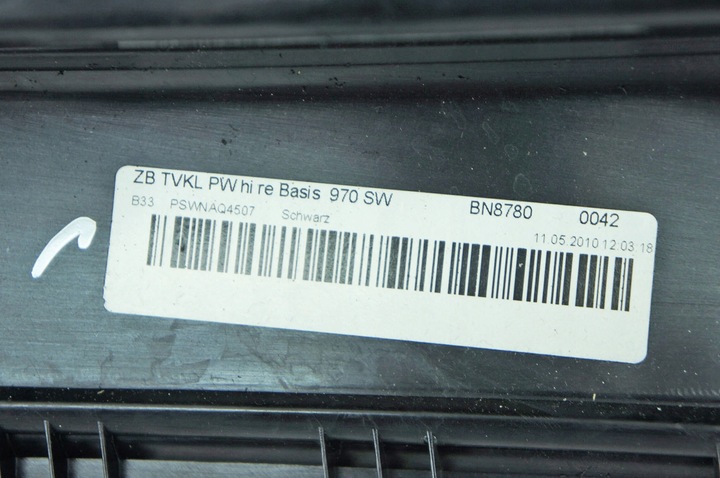 ZB TVKL PW hi re Basis 970 SW BN8780 0042
B33 PSWNAQ4507 Schwarz 11.05.2010 12:03:18